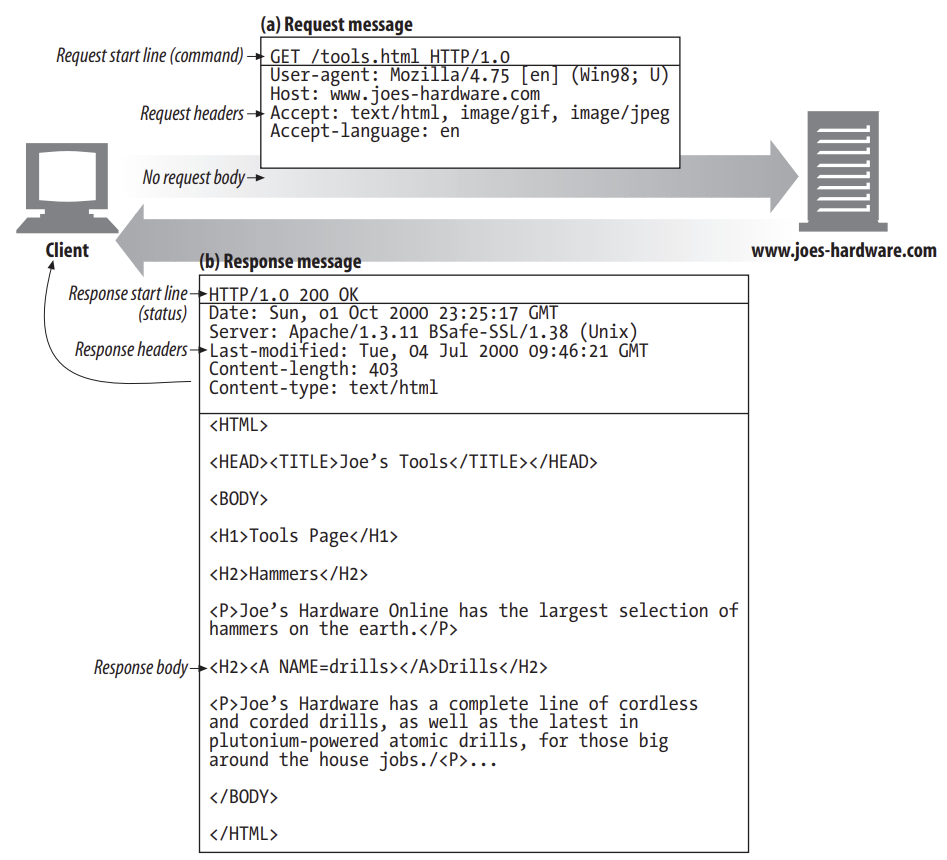 (a) Request message
Request start line (command)
GET /tools.html HTTP/1.0
User-agent: Mozilla/4.75 [en] (Win98; U)
Host: www.joes-hardware.com
Request headers
Accept: text/html, image/gif, image/jpeg
Accept-language: en
No request body
Client
www.joes-hardware.com
(b) Response message
Response start line
(status)
HTTP/1.0 200 OK
Date: Sun, o1 Oct 2000 23:25:17 GMT
Server: Apache/1.3.11 BSafe-SSL/1.38 (Unix)
Response headers
Last-modified: Tue, 04 Jul 2000 09:46:21 GMT
Content-length: 403
Content-type: text/html
<HTML>
<HEAD><TITLE>Joe’s Tools</TITLE></HEAD>
<BODY>
<H1>Tools Page</H1>
<H2>Hammers</H2>
<P>Joe’s Hardware Online has the largest selection of
hammers on the earth.</P>
Response body
<H2><A NAME=drills></A>Drills</H2>
<P>Joe’s Hardware has a complete line of cordless
and corded drills, as well as the latest in
plutonium-powered atomic drills, for those big
around the house jobs./<P>...
</BODY>
</HTML>